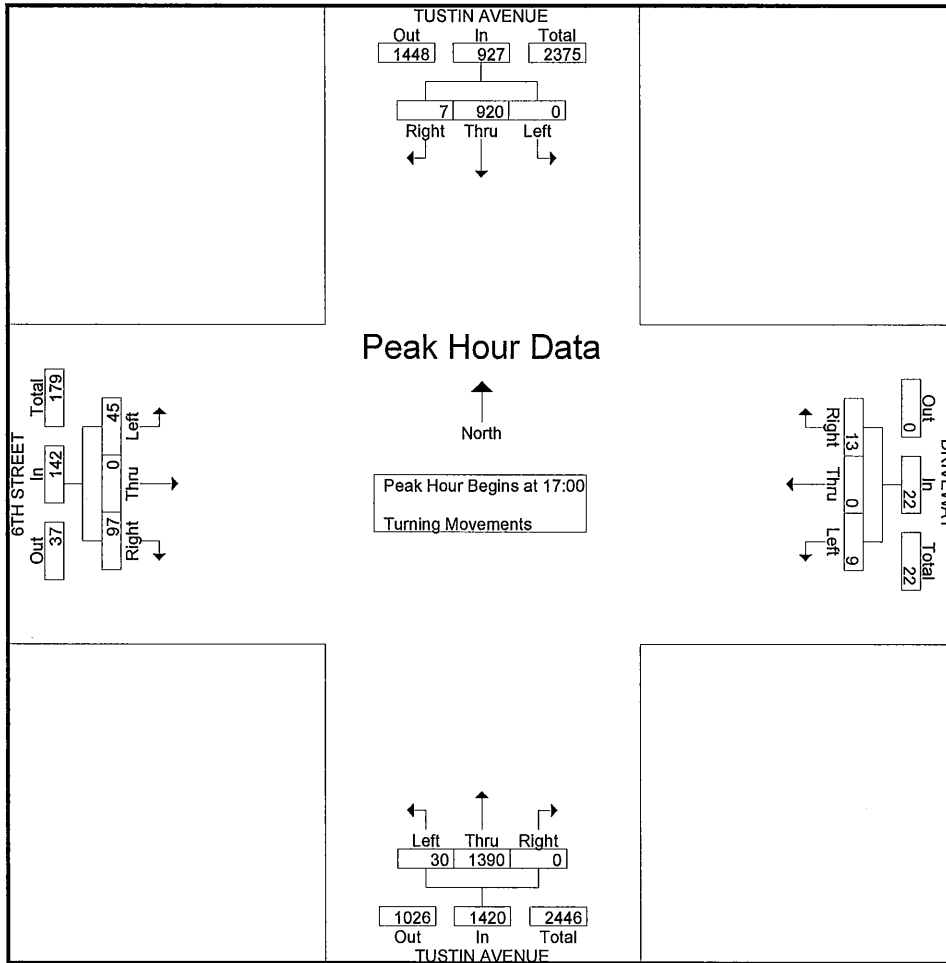 TUSTIN AVENUE
Out In Total
1448 927 2375
7 920 0
Right Thru Left
Peak Hour Data
North
Peak Hour Begins at 17:00
Turning Movements
6TH STREET
Out In Total
37 142 179
97 0 45
Right Thru Left
Out In Total
0 22 22
13 0 9
Right Thru Left
Left Thru Right
30 1390 0
1026 1420 2446
Out In Total
TUSTIN AVENUE